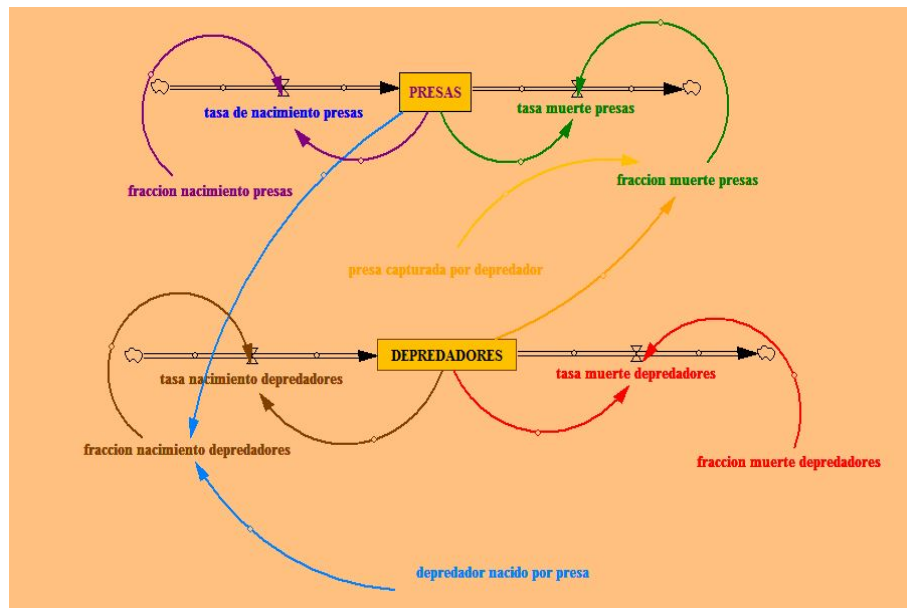 PRESAS
tasa de nacimiento presas
tasa muerte presas
fraccion nacimiento presas
fraccion muerte presas
presa capturada por depredador
DEPREDADORES
tasa nacimiento depredadores
tasa muerte depredadores
fraccion nacimiento depredadores
fraccion muerte depredadores
depredador nacido por presa